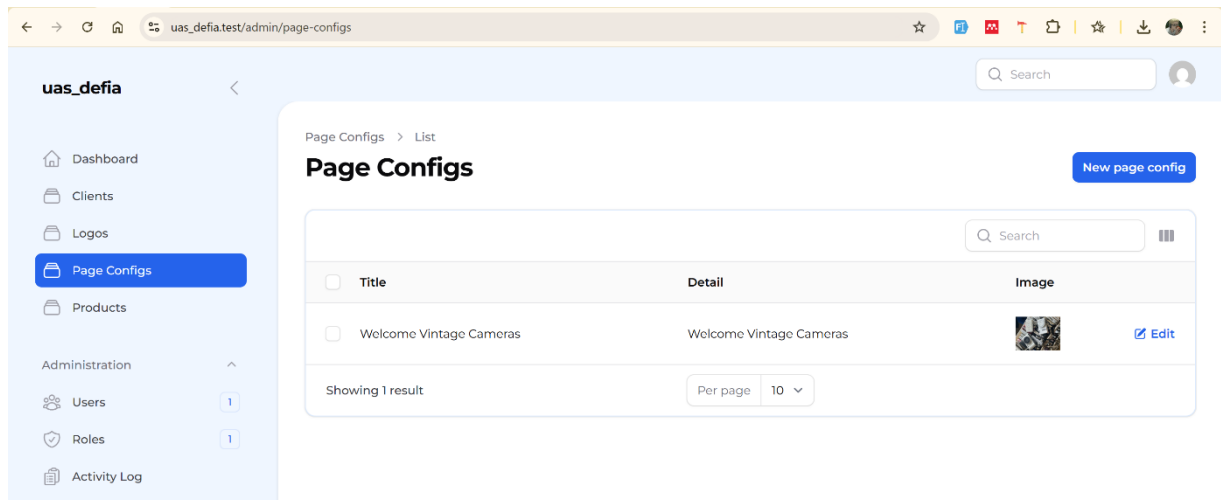 uas_defia.test/admin/page-configs
uas_defia
Search
Dashboard
Clients
Logos
Page Configs
Products
Administration
Users 1
Roles 1
Activity Log
Page Configs > List
Page Configs
New page config
Search
Title Detail Image
Welcome Vintage Cameras Welcome Vintage Cameras Edit
Showing 1 result Per page 10